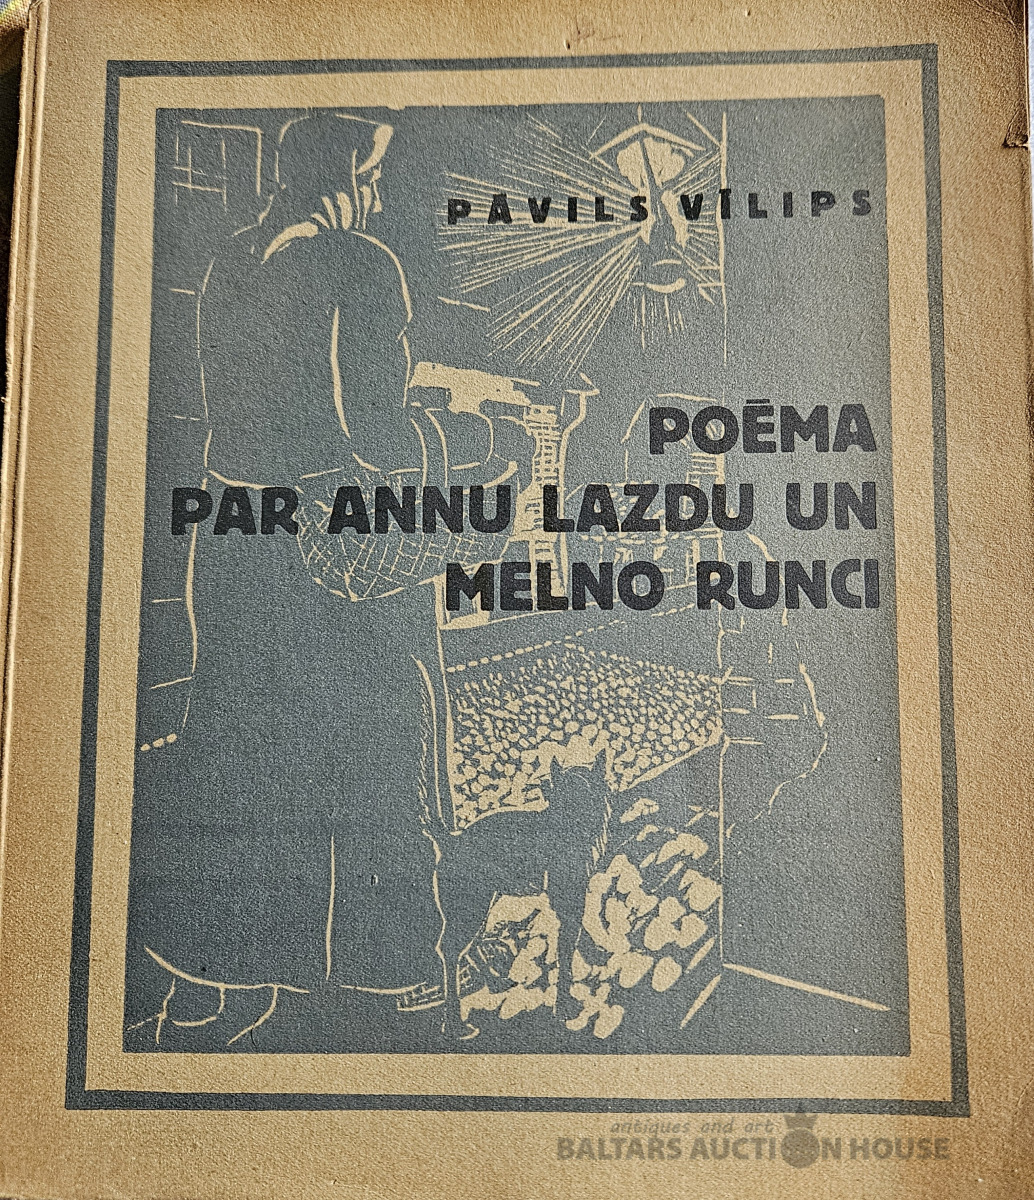 PĀVILS VĪLIPS
POĒMA
PAR ANNU LAZDU UN
MELNO RUNCI
antiques and art
BALTARS AUCTION HOUSE